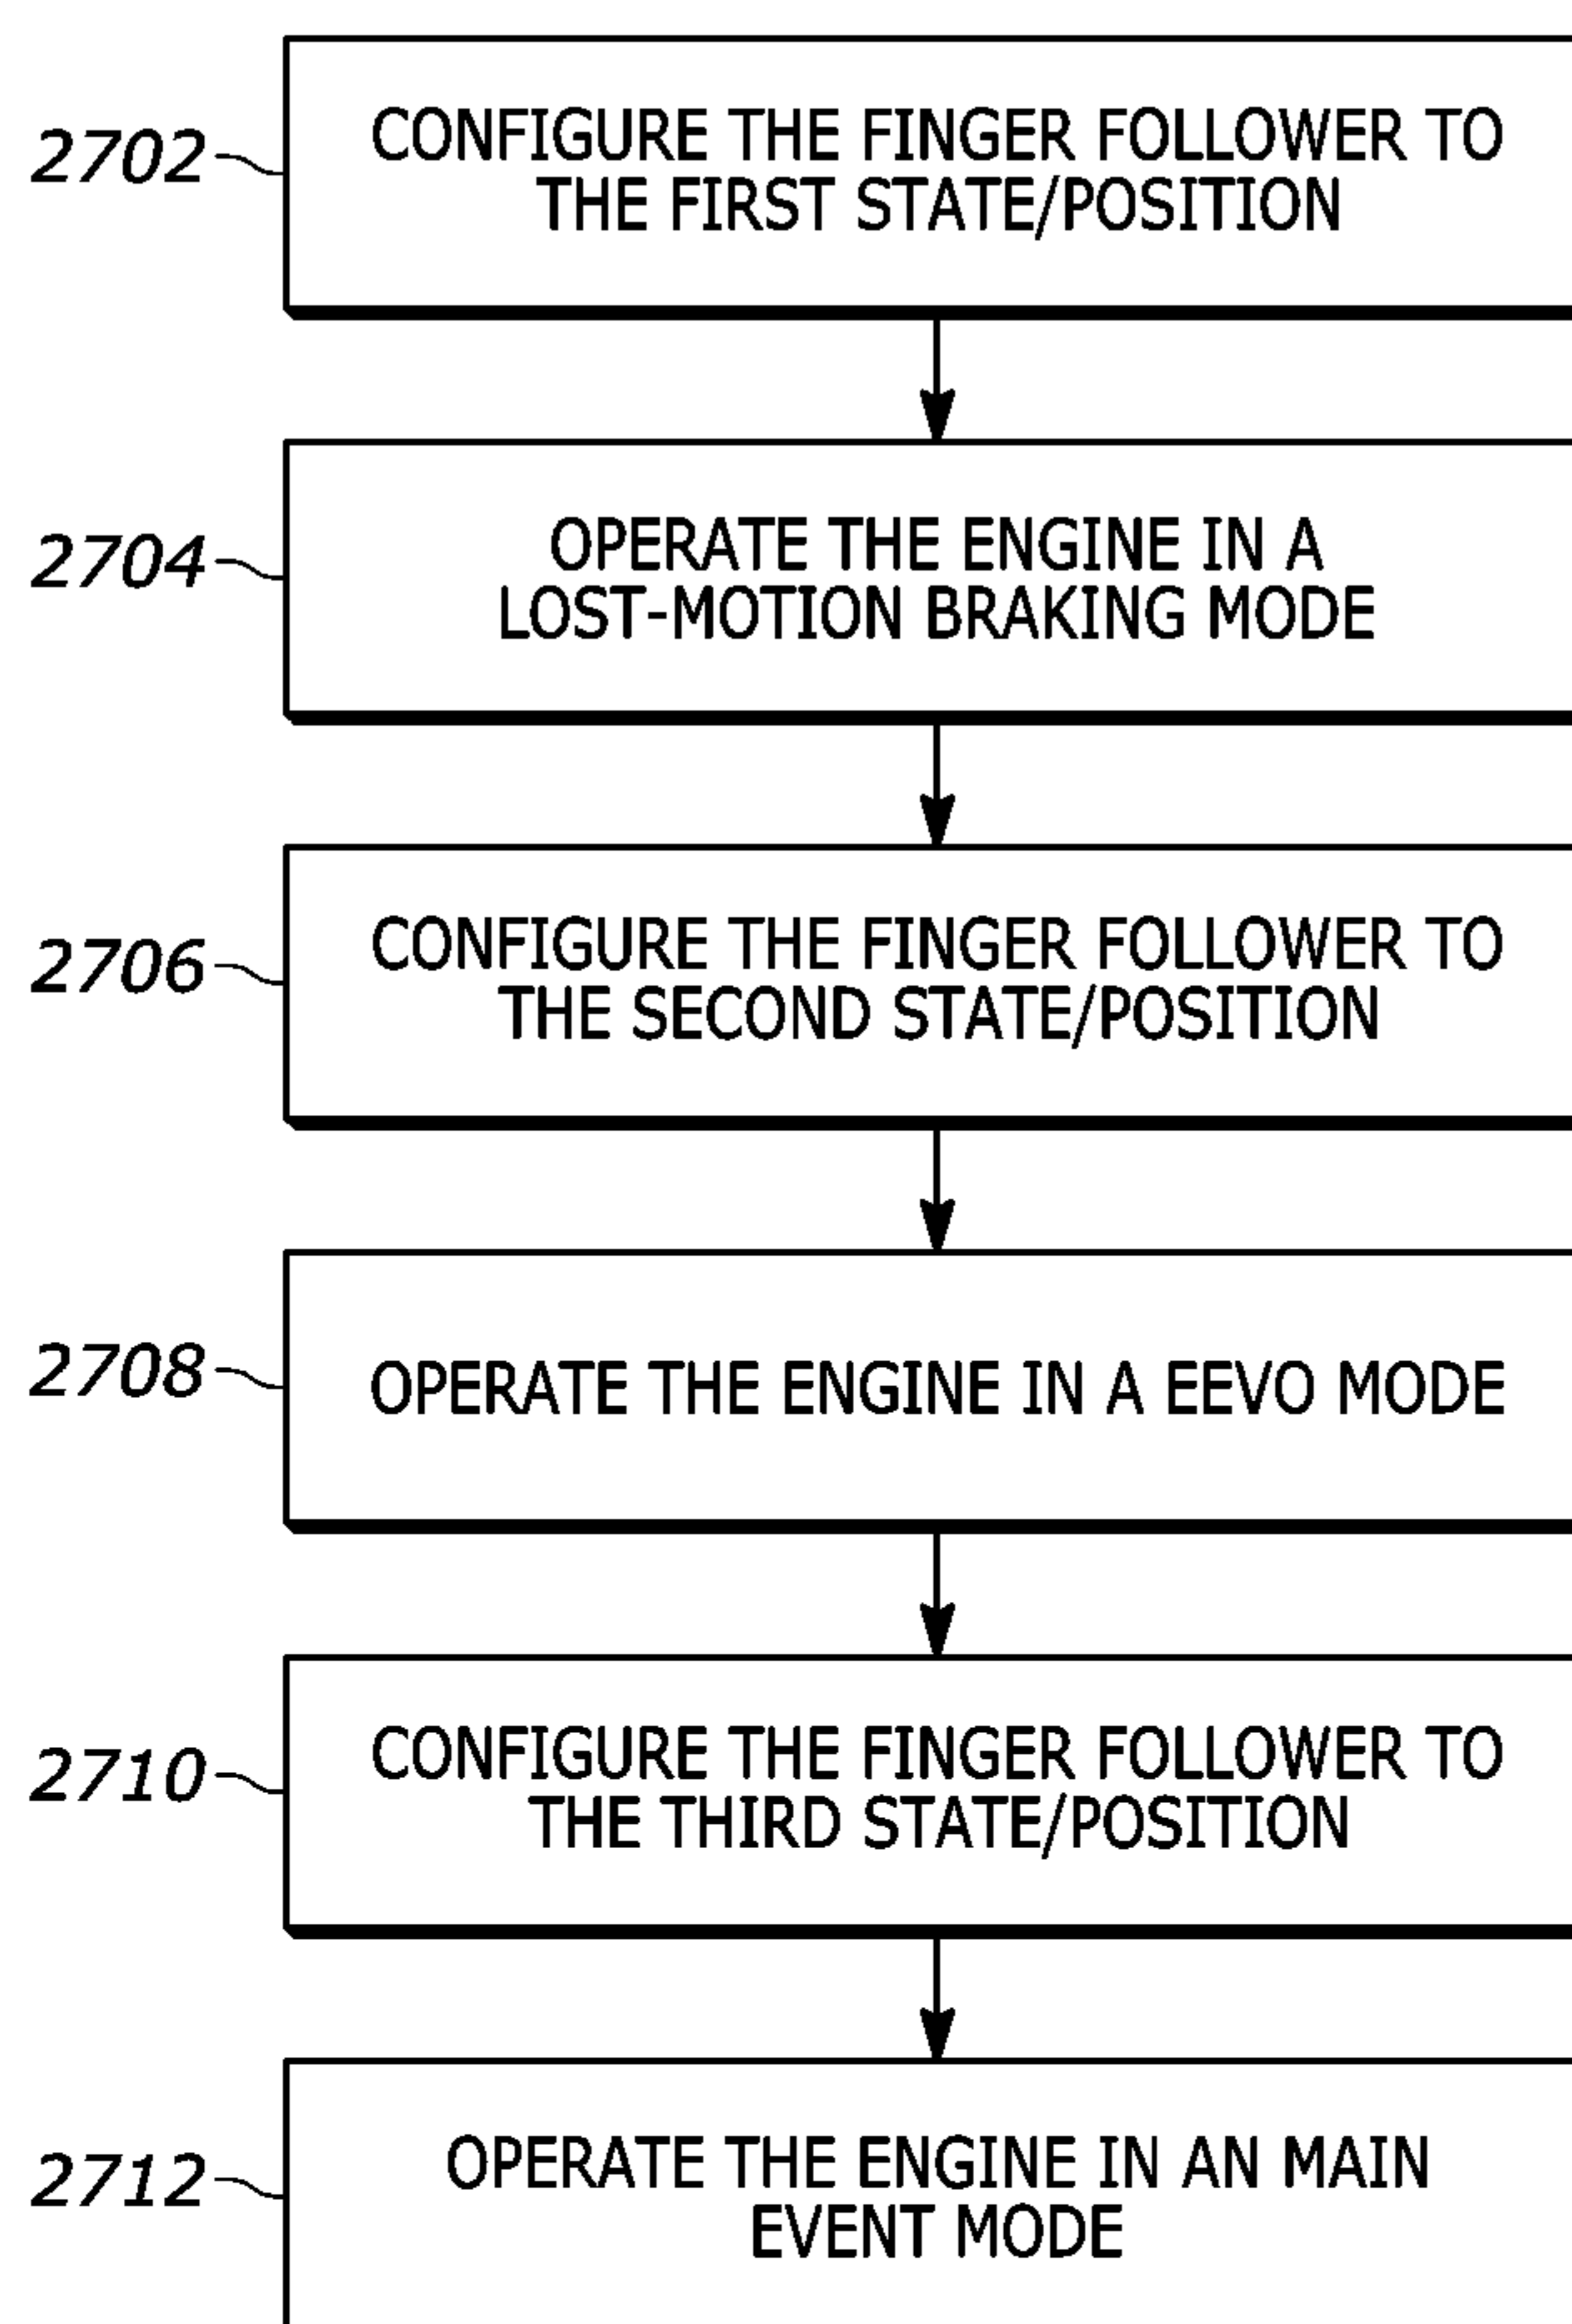 2702
CONFIGURE THE FINGER FOLLOWER TO
THE FIRST STATE/POSITION
2704
OPERATE THE ENGINE IN A
LOST-MOTION BRAKING MODE
2706
CONFIGURE THE FINGER FOLLOWER TO
THE SECOND STATE/POSITION
2708
OPERATE THE ENGINE IN A EEVO MODE
2710
CONFIGURE THE FINGER FOLLOWER TO
THE THIRD STATE/POSITION
2712
OPERATE THE ENGINE IN AN MAIN
EVENT MODE